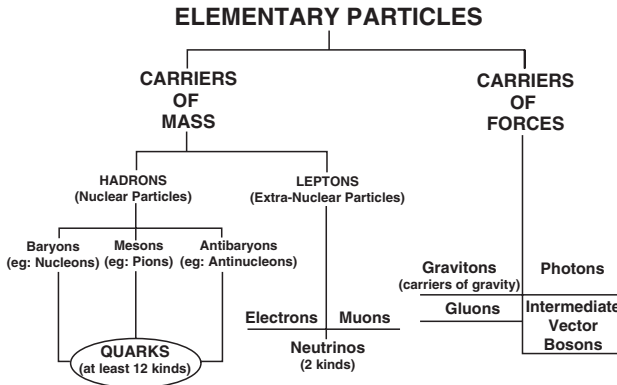 ELEMENTARY PARTICLES
CARRIERS
OF
MASS
CARRIERS
OF
FORCES
HADRONS
(Nuclear Particles)
LEPTONS
(Extra-Nuclear Particles)
Baryons
(eg: Nucleons)
Mesons
(eg: Pions)
Antibaryons
(eg: Antinucleons)
QUARKS
(at least 12 kinds)
Electrons
Muons
Neutrinos
(2 kinds)
Gravitons
(carriers of gravity)
Photons
Gluons
Intermediate
Vector
Bosons